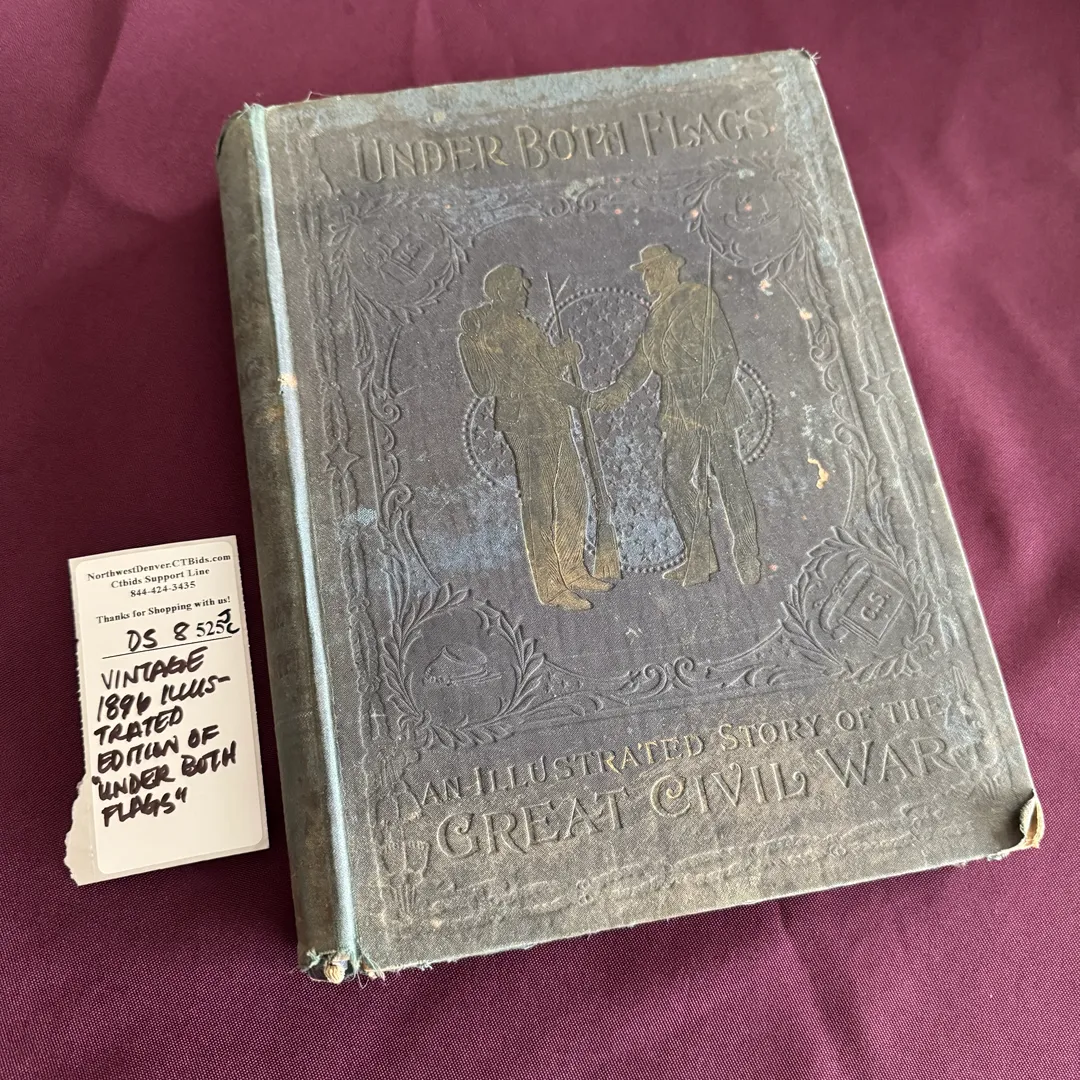 UNDER BOTH FLAGS
CS
AN ILLUSTRATED STORY OF THE
GREAT CIVIL WAR
NorthwestDenver.CTBids.com
Ctbids Support Line
844-424-3435
Thanks for Shopping with us!
DS 8 525
VINTAGE
1896 ILLUS-
TRATED
EDITION OF
"UNDER BOTH
FLAGS"